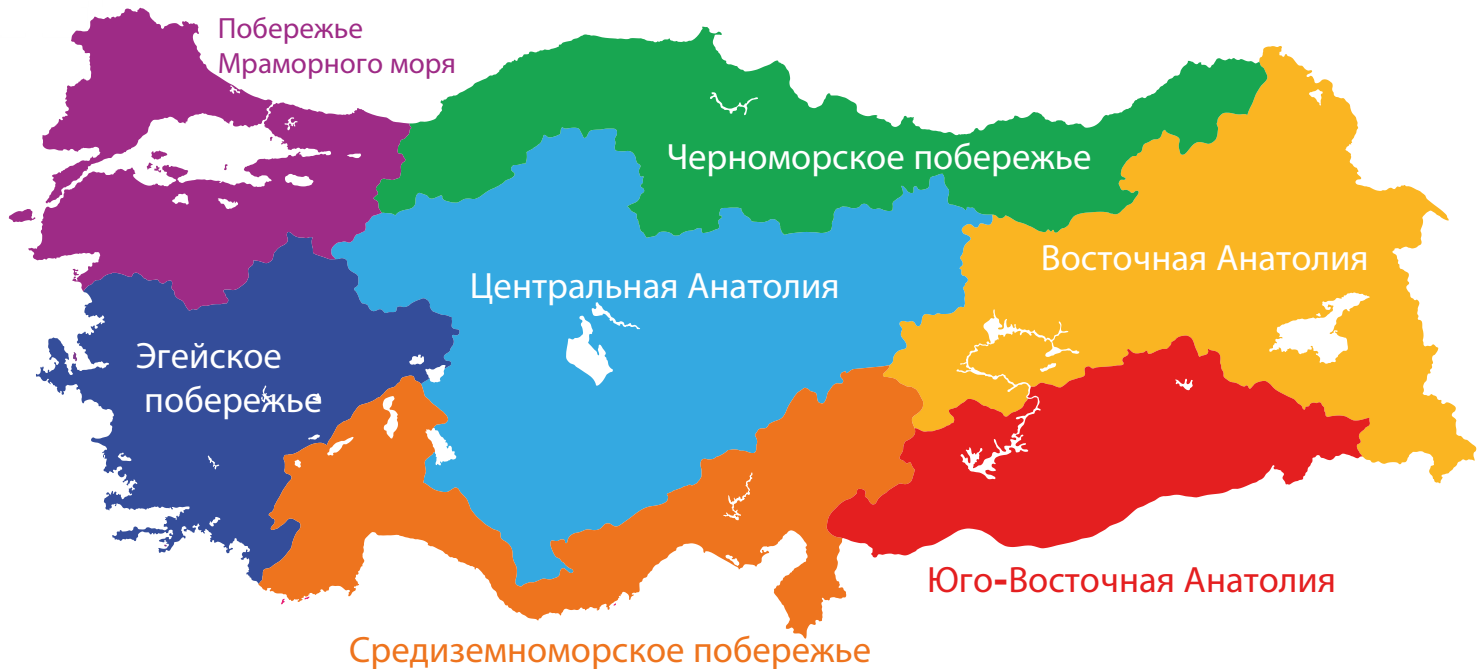 Побережье
Мраморного моря
Черноморское побережье
Восточная Анатолия
Центральная Анатолия
Эгейское
побережье
Юго-Восточная Анатолия
Средиземноморское побережье